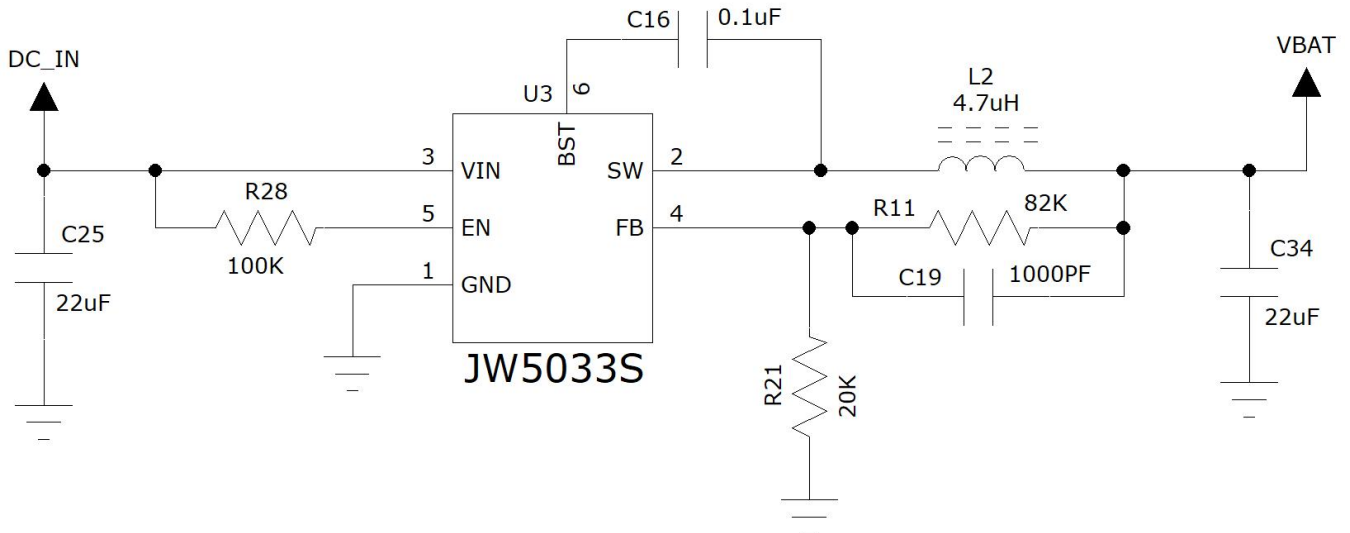 C16 0.1uF
DC_IN
VBAT
L2
4.7uH
U3
6
BST
3 VIN
SW 2
R28
100K
5 EN
FB 4
R11 82K
C25
22uF
1 GND
C19 1000PF
C34
22uF
JW5033S
R21
20K